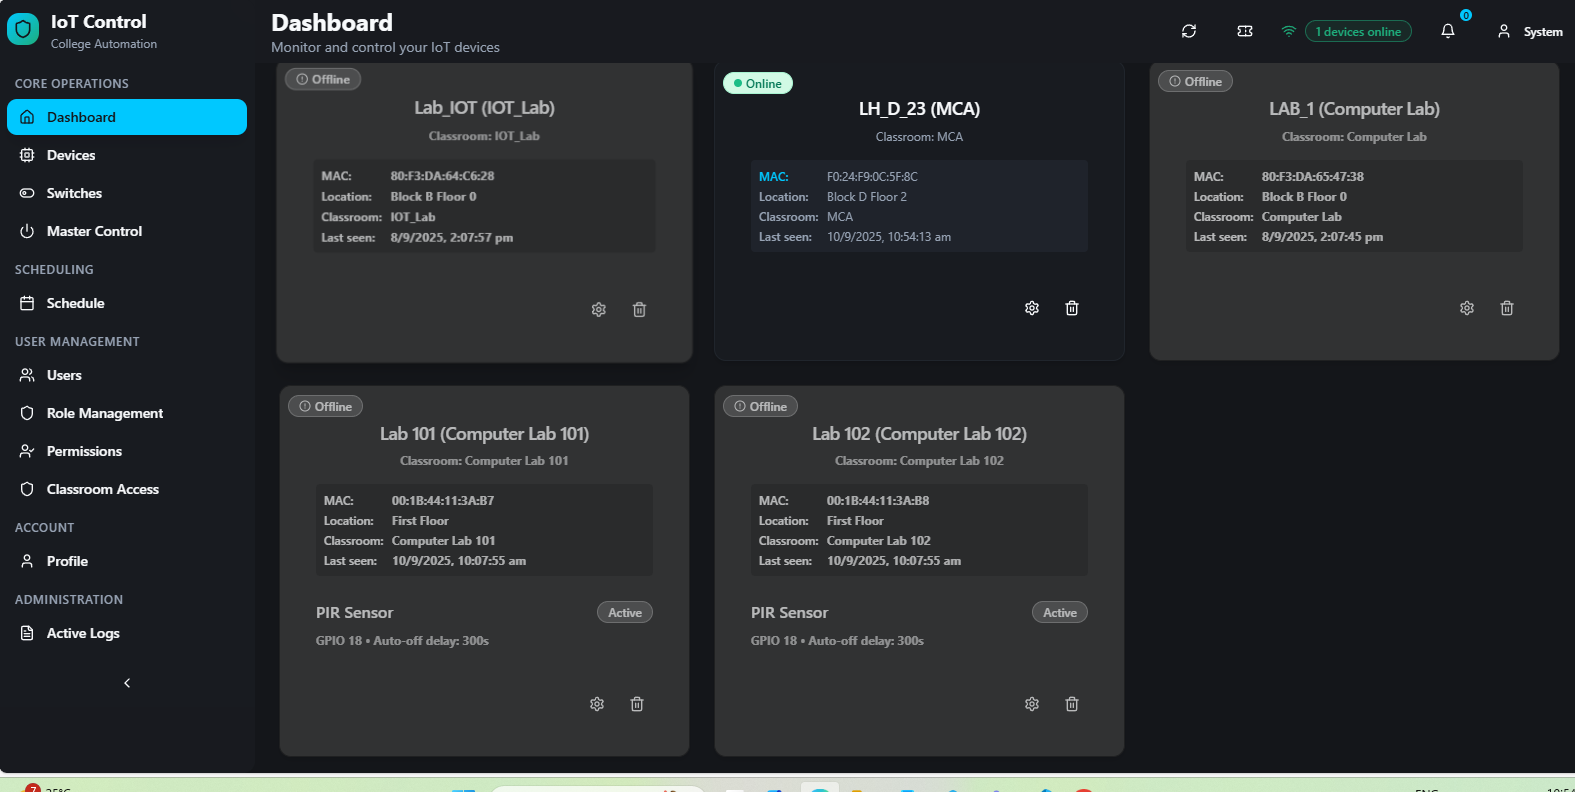 IoT Control
College Automation
CORE OPERATIONS
Dashboard
Devices
Switches
Master Control
SCHEDULING
Schedule
USER MANAGEMENT
Users
Role Management
Permissions
Classroom Access
ACCOUNT
Profile
ADMINISTRATION
Active Logs
Dashboard
Monitor and control your IoT devices
1 devices online
0
System
Offline
Lab_IOT (IOT_Lab)
Classroom: IOT_Lab
MAC: 80:F3:DA:64:C6:28
Location: Block B Floor 0
Classroom: IOT_Lab
Last seen: 8/9/2025, 2:07:57 pm
Online
LH_D_23 (MCA)
Classroom: MCA
MAC: F0:24:F9:0C:5F:8C
Location: Block D Floor 2
Classroom: MCA
Last seen: 10/9/2025, 10:54:13 am
Offline
LAB_1 (Computer Lab)
Classroom: Computer Lab
MAC: 80:F3:DA:65:47:38
Location: Block B Floor 0
Classroom: Computer Lab
Last seen: 8/9/2025, 2:07:45 pm
Offline
Lab 101 (Computer Lab 101)
Classroom: Computer Lab 101
MAC: 00:1B:44:11:3A:B7
Location: First Floor
Classroom: Computer Lab 101
Last seen: 10/9/2025, 10:07:55 am
PIR Sensor Active
GPIO 18 • Auto-off delay: 300s
Offline
Lab 102 (Computer Lab 102)
Classroom: Computer Lab 102
MAC: 00:1B:44:11:3A:B8
Location: First Floor
Classroom: Computer Lab 102
Last seen: 10/9/2025, 10:07:55 am
PIR Sensor Active
GPIO 18 • Auto-off delay: 300s
7